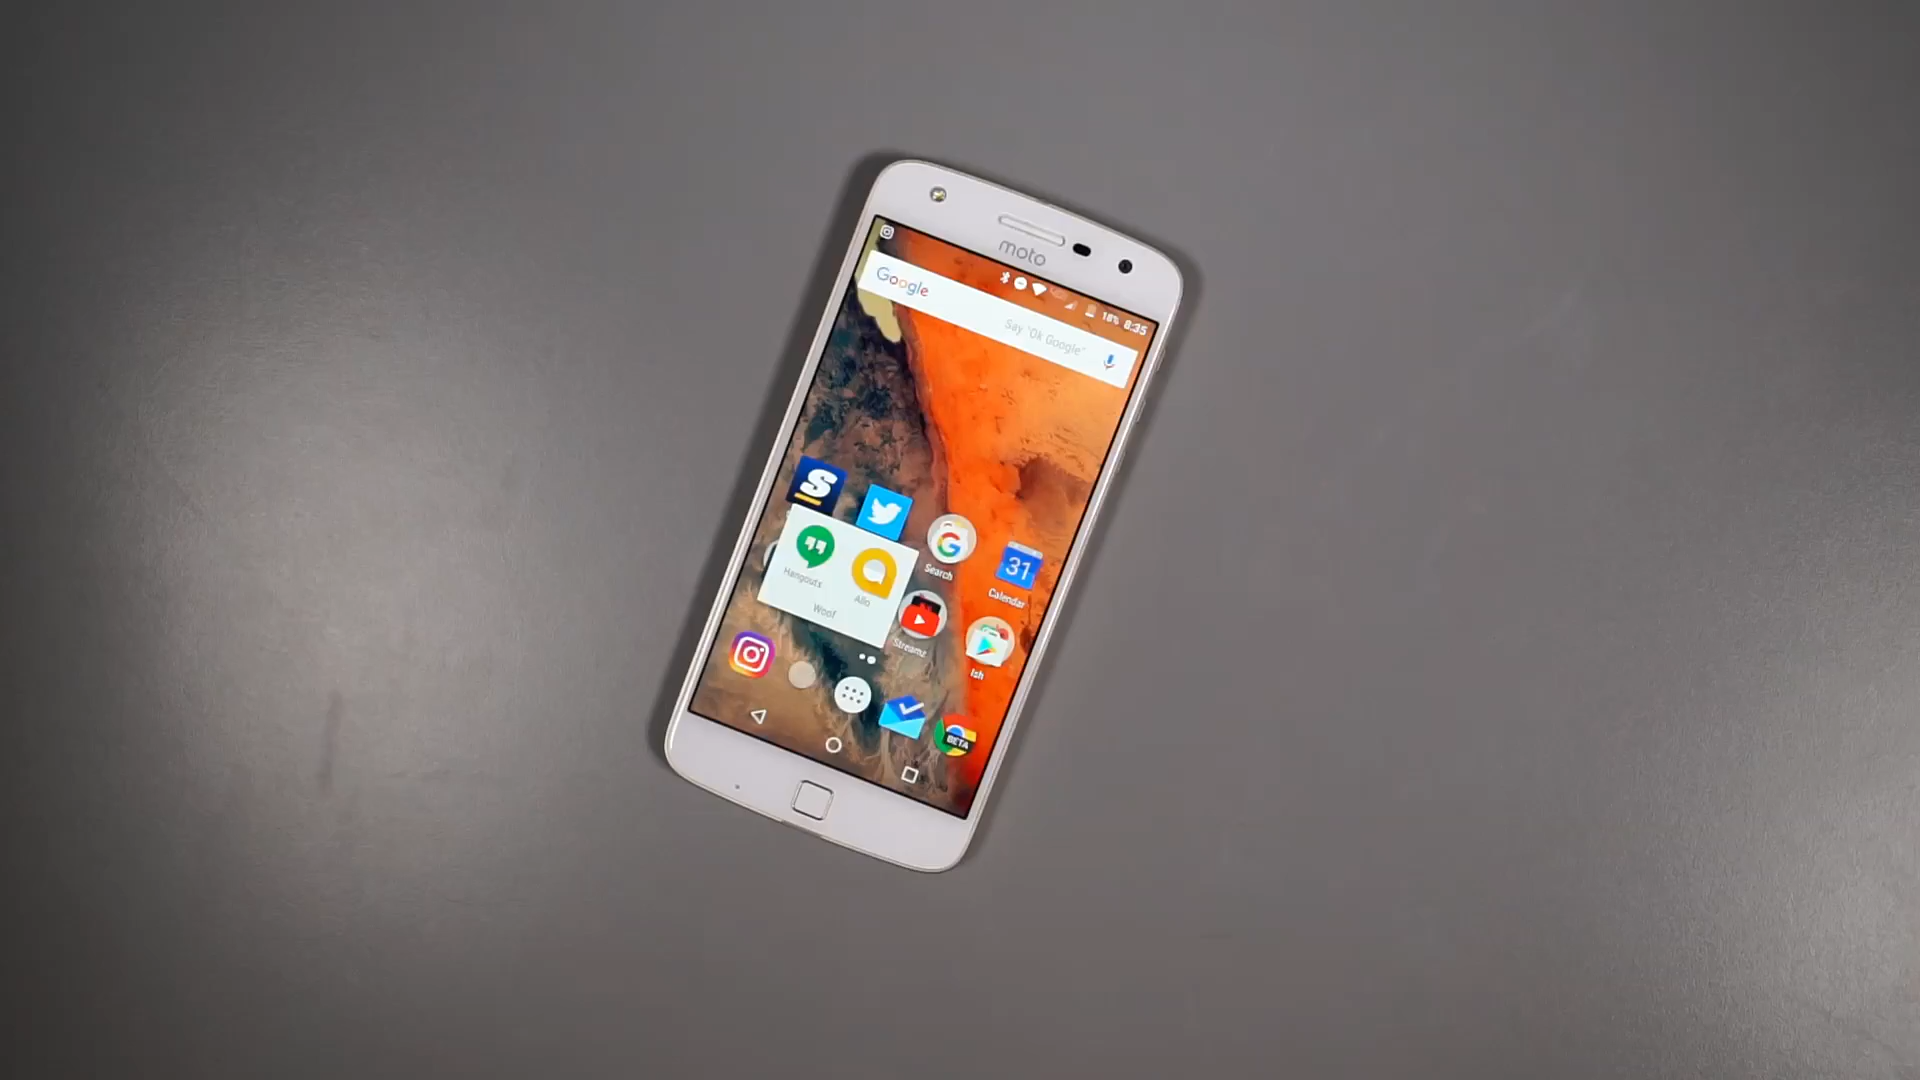 moto
18% 8:35
Google
Say "Ok Google"
S
G
Search
31
Calendar
Hangouts
Allo
Woof
Streamz
Ish
BETA